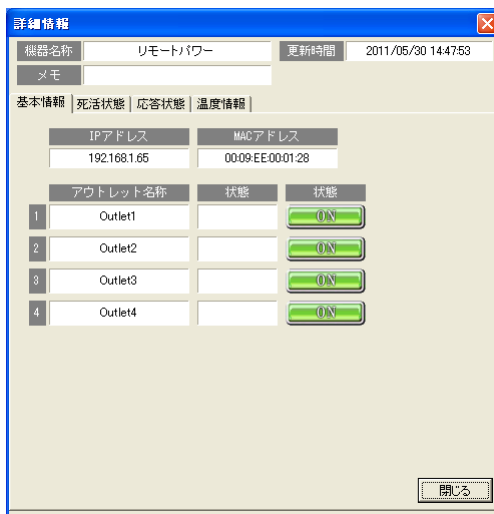 詳細情報
機器名称 リモートパワー 更新時間 2011/05/30 14:47:53
メモ
基本情報 死活状態 応答状態 温度情報
IPアドレス MACアドレス
192.168.1.65 00:09:EE:00:01:28
アウトレット名称 状態 状態
1 Outlet1 ON
2 Outlet2 ON
3 Outlet3 ON
4 Outlet4 ON
閉じる